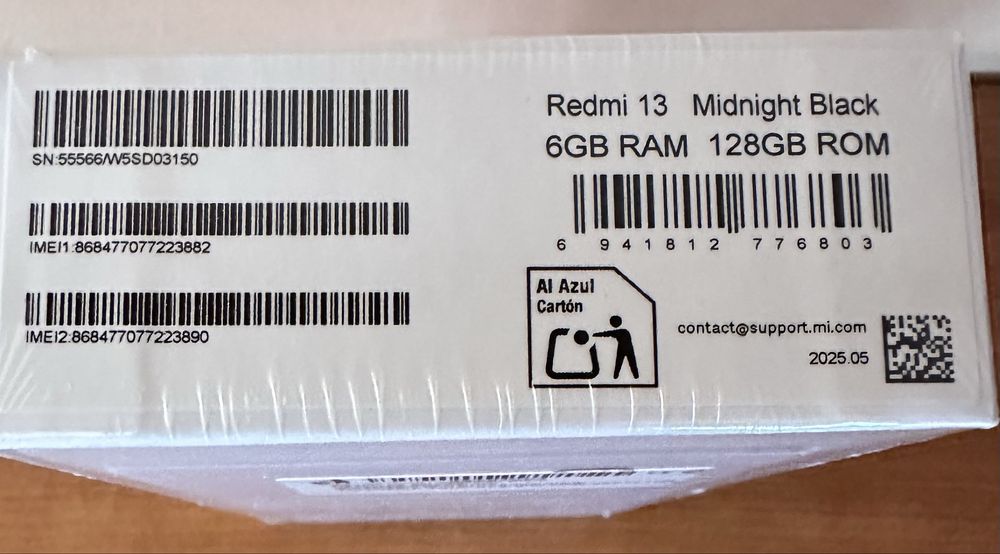 SN:55566/W5SD03150
IMEI1:868477077223882
IMEI2:868477077223890
Redmi 13 Midnight Black
6GB RAM 128GB ROM
6 941812 776803
Al Azul
Cartón
contact@support.mi.com
2025.05